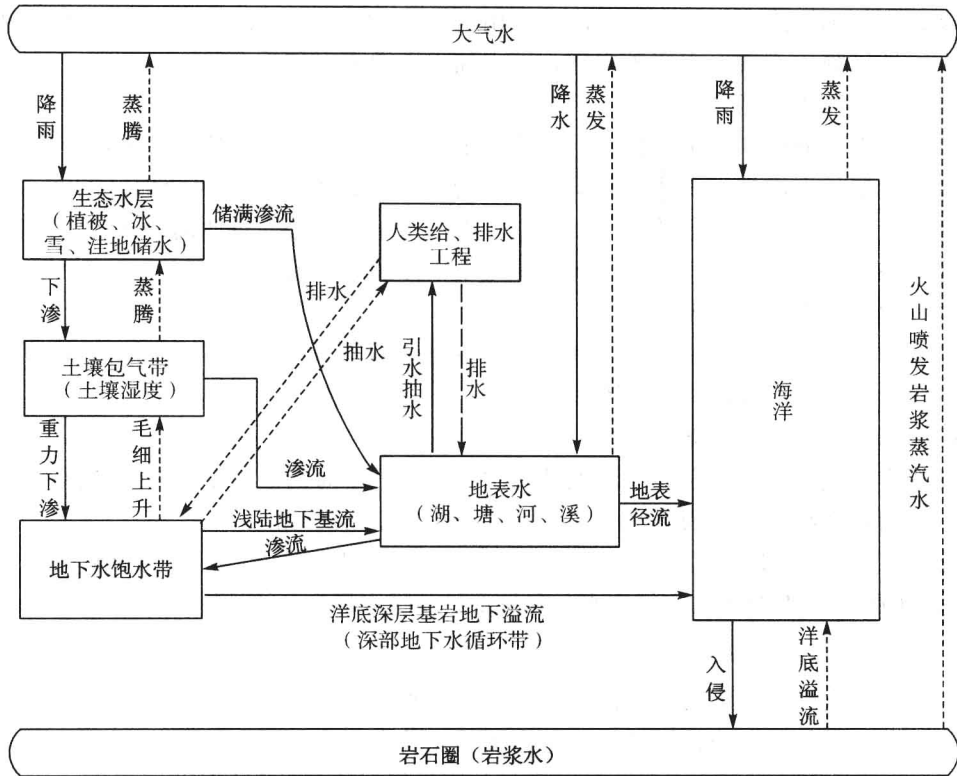 大气水
降雨
蒸腾
降水
蒸发
降雨
蒸发
生态水层
（植被、冰、
雪、洼地储水）
储满渗流
人类给、排水
工程
下渗
蒸腾
排水
抽水
引水抽水
排水
火山喷发岩浆蒸汽水
土壤包气带
（土壤湿度）
海洋
重力下渗
毛细上升
渗流
地表水
（湖、塘、河、溪）
地表
径流
浅陆地下基流
渗流
地下水饱水带
洋底深层基岩地下溢流
（深部地下水循环带）
入侵
洋底溢流
岩石圈（岩浆水）